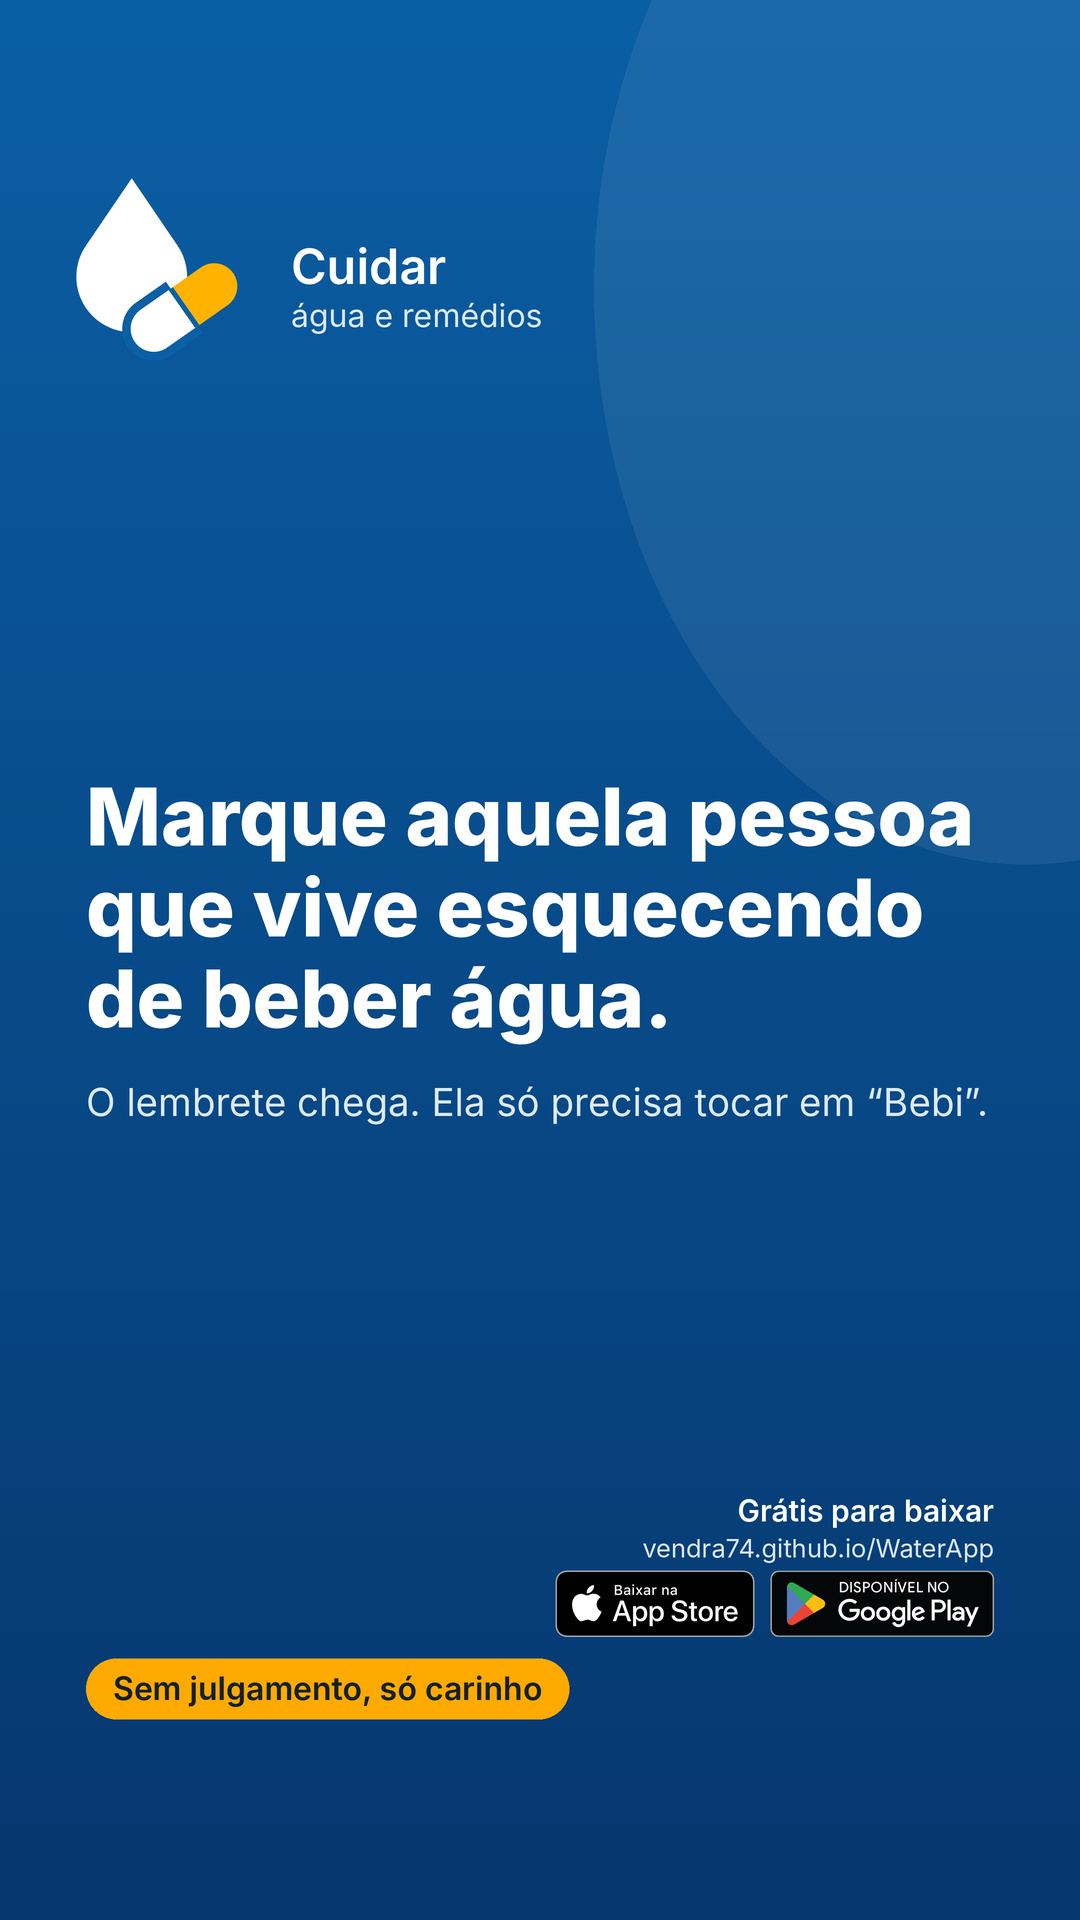 Cuidar
água e remédios
Marque aquela pessoa
que vive esquecendo
de beber água.
O lembrete chega. Ela só precisa tocar em “Bebi”.
Grátis para baixar
vendra74.github.io/WaterApp
Baixar na
App Store
DISPONÍVEL NO
Google Play
Sem julgamento, só carinho